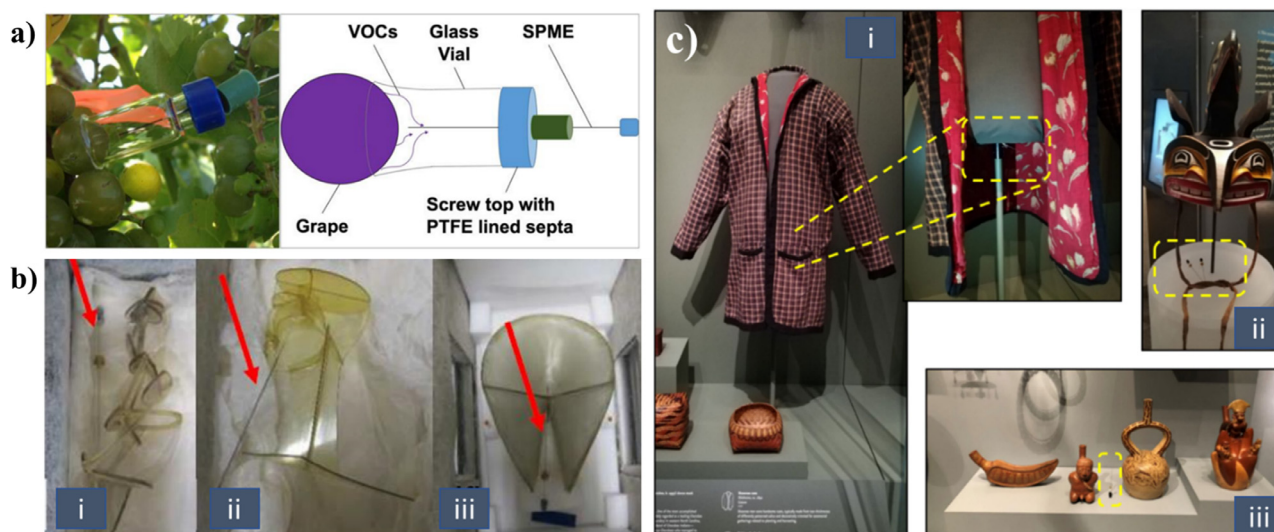 a)
VOCs
Glass
Vial
SPME
Grape
Screw top with
PTFE lined septa
b)
i
ii
iii
c)
i
ii
iii